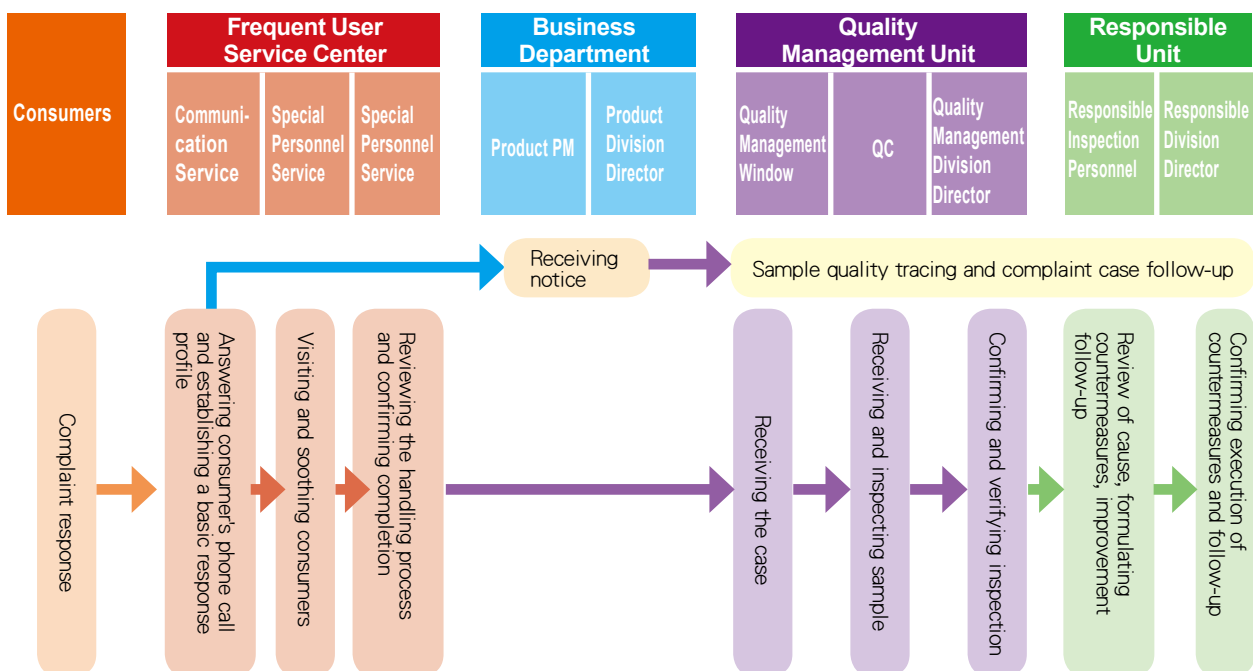 Consumers
Frequent User
Service Center
Communi-
cation
Service
Special
Personnel
Service
Special
Personnel
Service
Business
Department
Product PM
Product
Division
Director
Quality
Management Unit
Quality
Management
Window
QC
Quality
Management
Division
Director
Responsible
Unit
Responsible
Inspection
Personnel
Responsible
Division
Director
Receiving
notice
Sample quality tracing and complaint case follow-up
Complaint response
Answering consumer's phone call
and establishing a basic response
profile
Visiting and soothing consumers
Reviewing the handling process
and confirming completion
Receiving the case
Receiving and inspecting sample
Confirming and verifying inspection
Review of cause, formulating
countermeasures, improvement
follow-up
Confirming execution of
countermeasures and follow-up